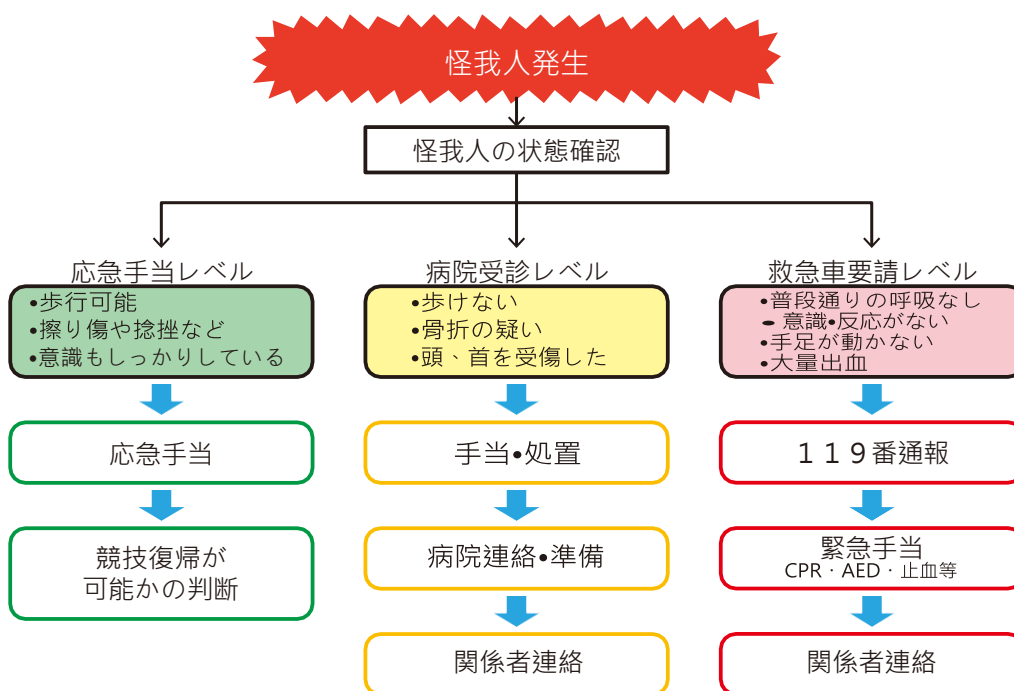 怪我人発生
怪我人の状態確認
応急手当レベル
•歩行可能
•擦り傷や捻挫など
•意識もしっかりしている
応急手当
競技復帰が
可能かの判断
病院受診レベル
•歩けない
•骨折の疑い
•頭、首を受傷した
手当•処置
病院連絡•準備
関係者連絡
救急車要請レベル
•普段通りの呼吸なし
•意識•反応がない
•手足が動かない
•大量出血
119番通報
緊急手当
CPR・AED・止血等
関係者連絡